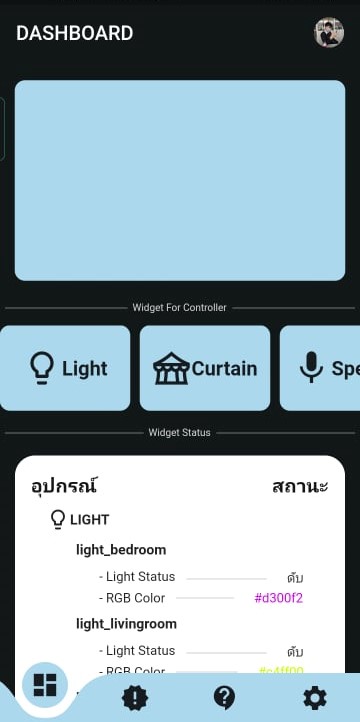 DASHBOARD
Widget For Controller
Light
Curtain
Spe
Widget Status
อุปกรณ์ สถานะ
LIGHT
light_bedroom
- Light Status ดับ
- RGB Color #d300f2
light_livingroom
- Light Status ดับ
- RGB Color #c4ff00